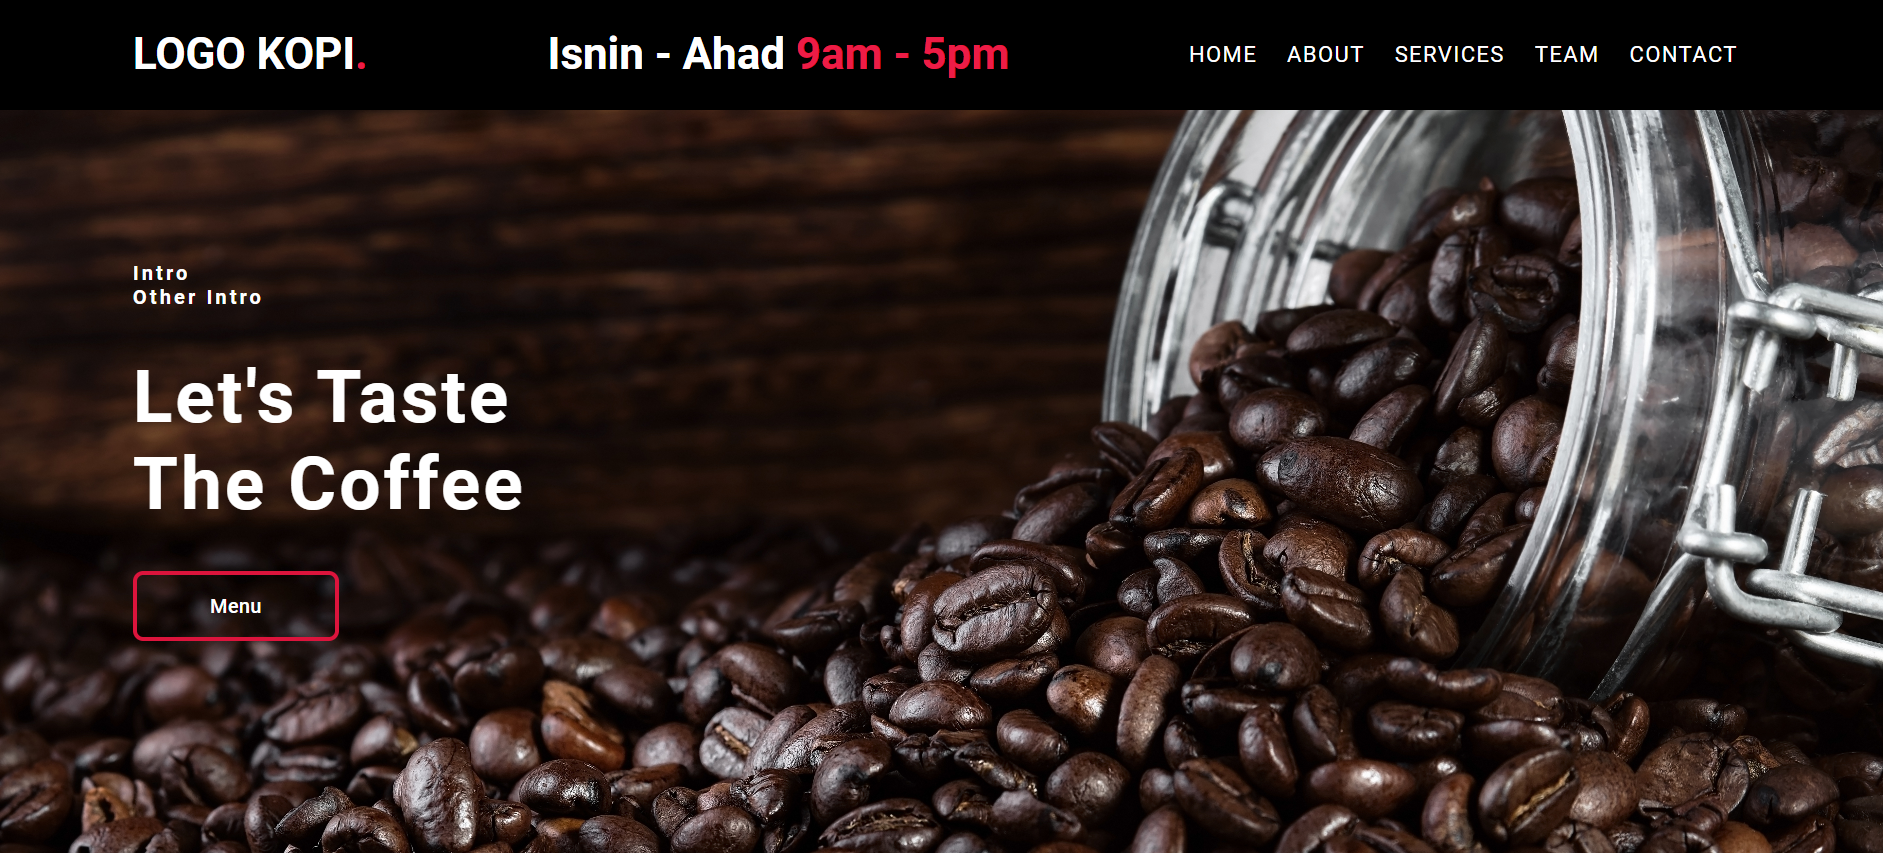 LOGO KOPI.
Isnin - Ahad 9am - 5pm
HOME ABOUT SERVICES TEAM CONTACT
Intro
Other Intro
Let's Taste
The Coffee
Menu